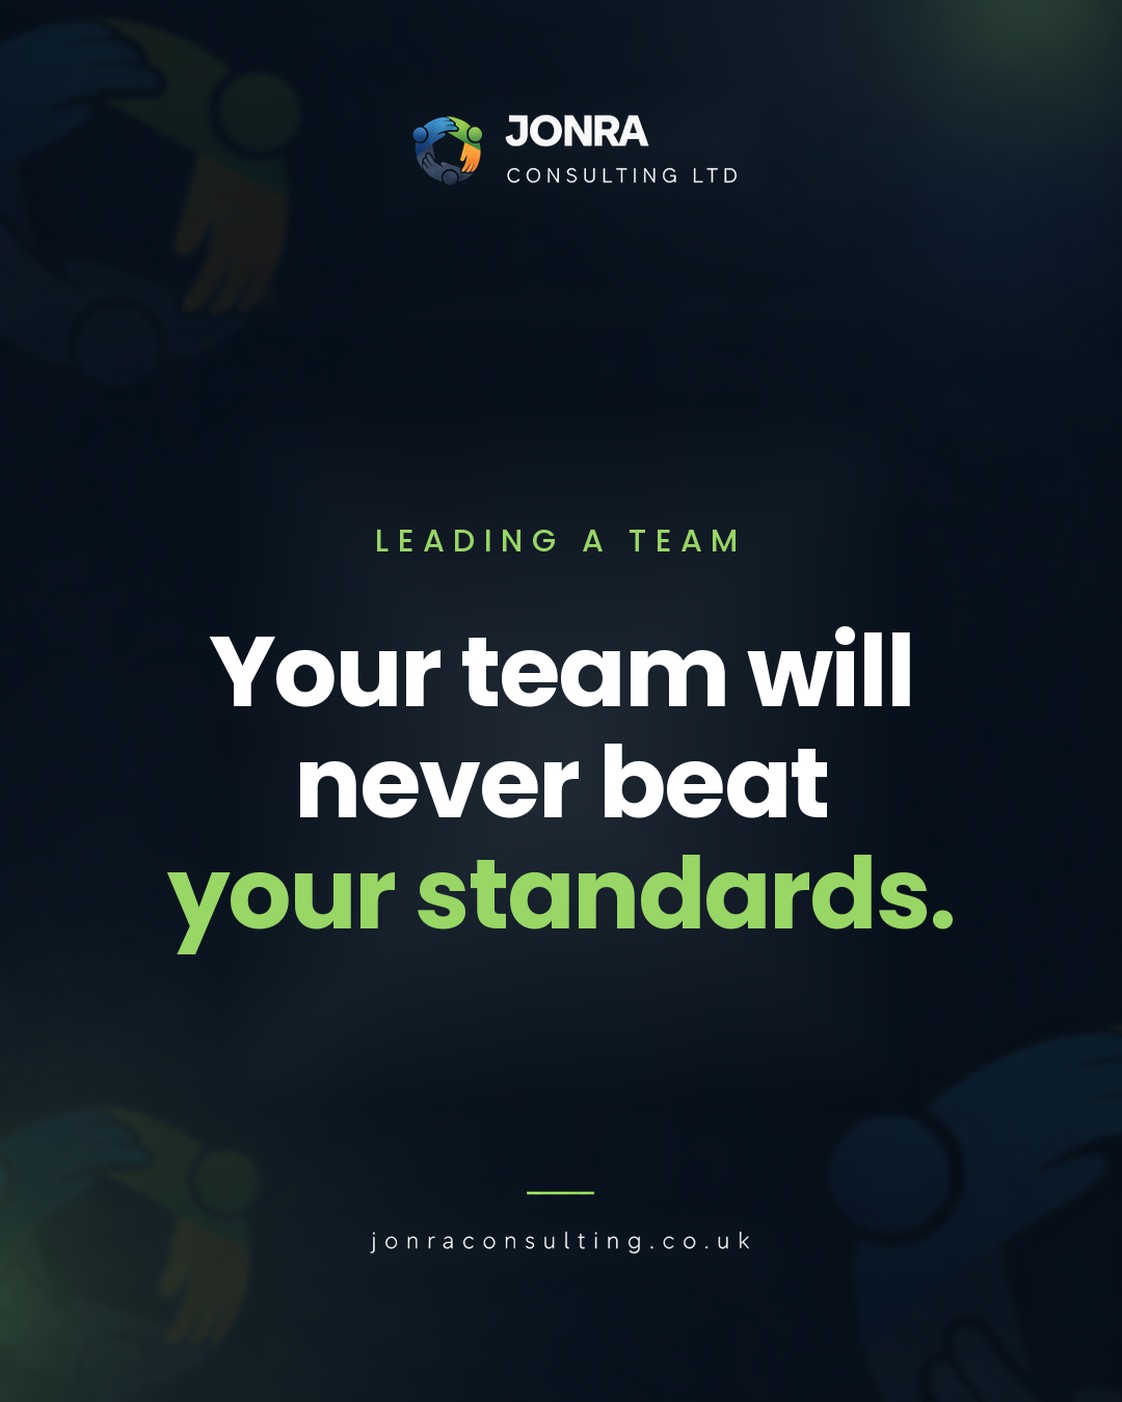 JONRA
CONSULTING LTD
LEADING A TEAM
Your team will
never beat
your standards.
jonraconsulting.co.uk